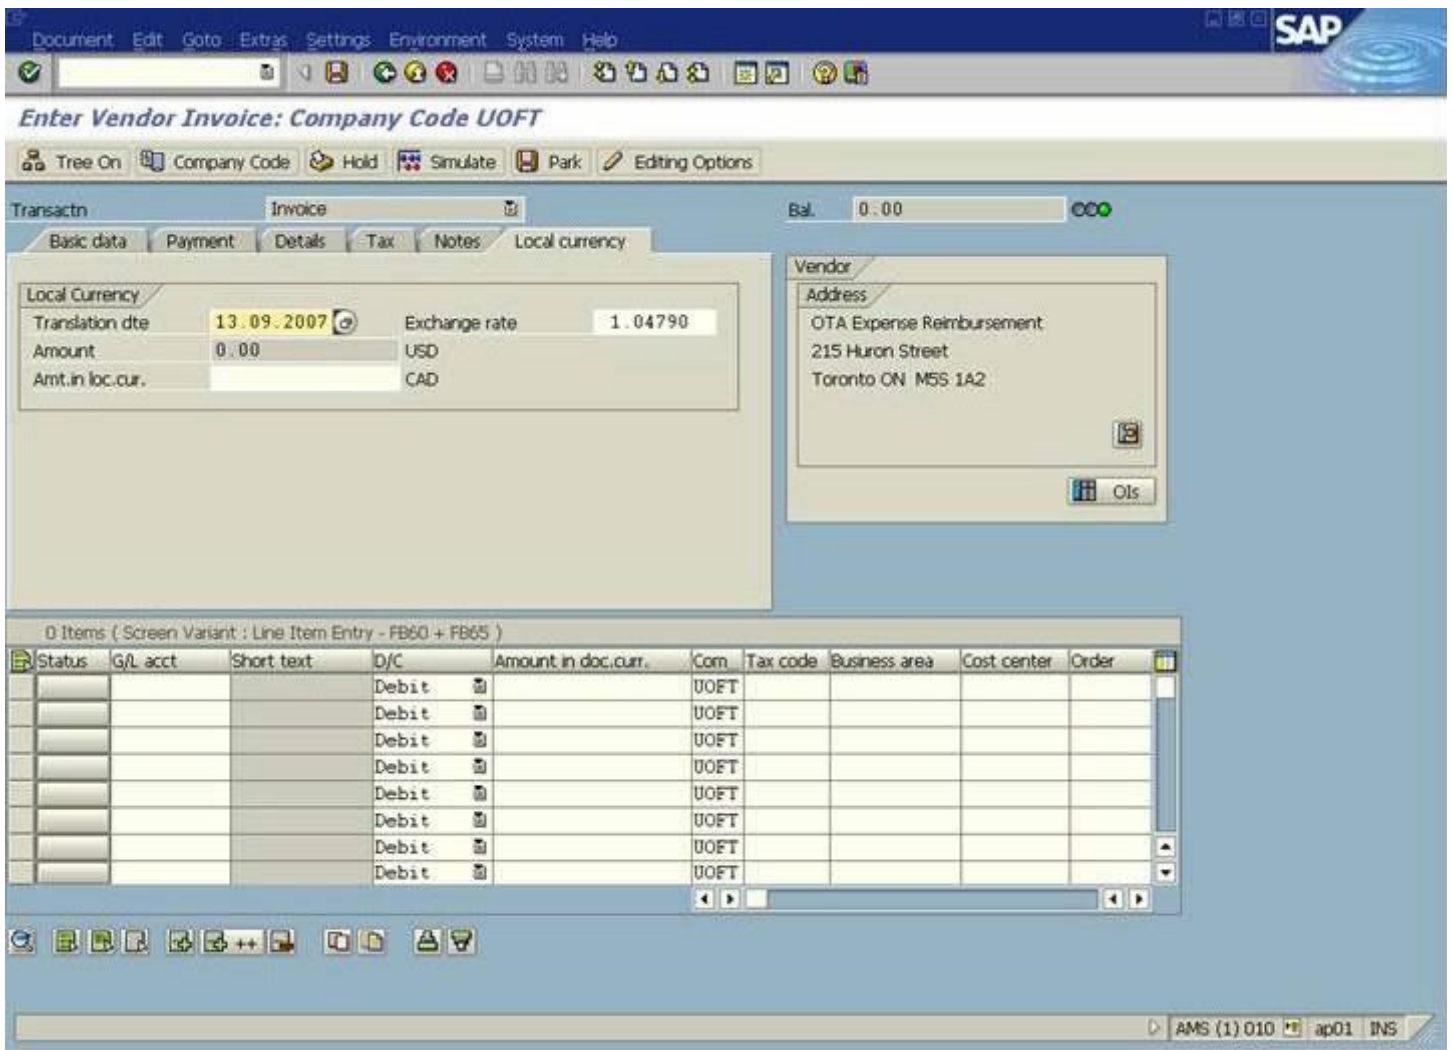 SAP
Document Edit Goto Extras Settings Environment System Help
Enter Vendor Invoice: Company Code UOFT
Tree On Company Code Hold Simulate Park Editing Options
Transactn Invoice Bal. 0.00
Basic data Payment Details Tax Notes Local currency
Vendor
Local Currency
Address
Translation dte 13.09.2007 Exchange rate 1.04790
OTA Expense Reimbursement
Amount 0.00 USD
215 Huron Street
Amt.in loc.cur. CAD
Toronto ON M5S 1A2
OIs
0 Items ( Screen Variant : Line Item Entry - FB60 + FB65 )
Status G/L acct Short text D/C Amount in doc.curr. Com Tax code Business area Cost center Order
Debit UOFT
Debit UOFT
Debit UOFT
Debit UOFT
Debit UOFT
Debit UOFT
Debit UOFT
Debit UOFT
++
AMS (1) 010 ap01 INS